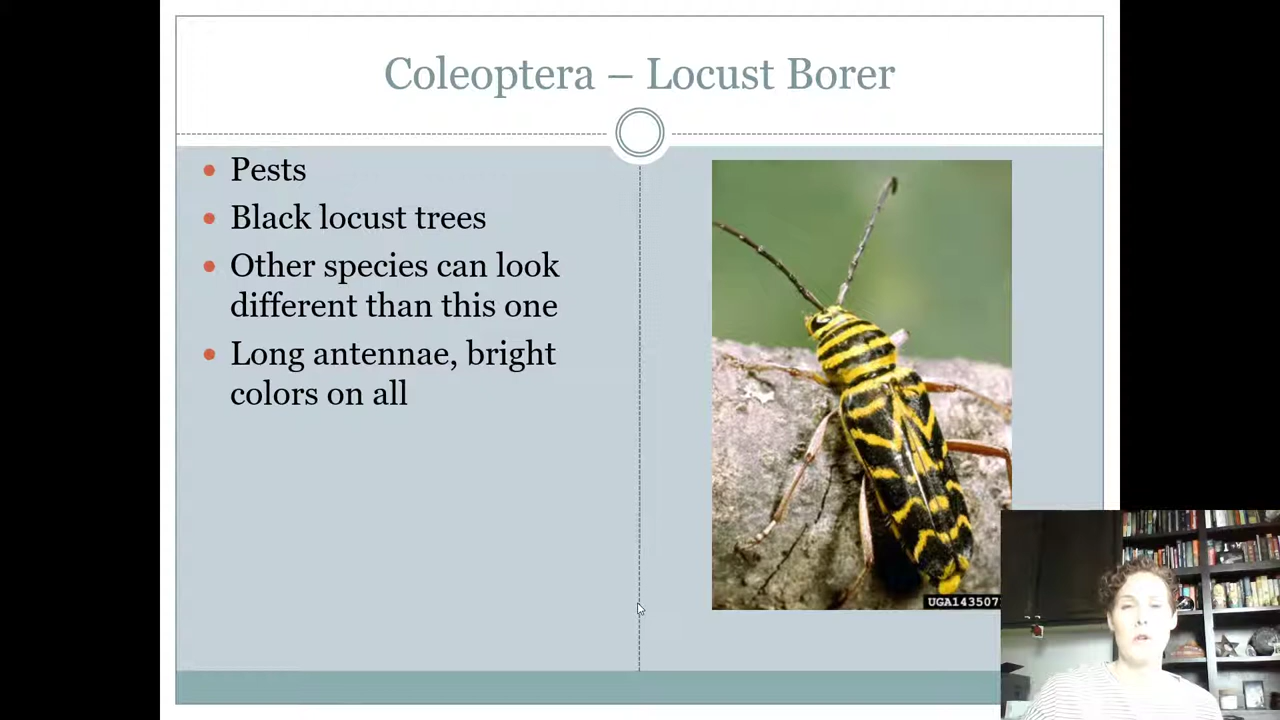 Coleoptera – Locust Borer
Pests
Black locust trees
Other species can look
different than this one
Long antennae, bright
colors on all
UGA143507